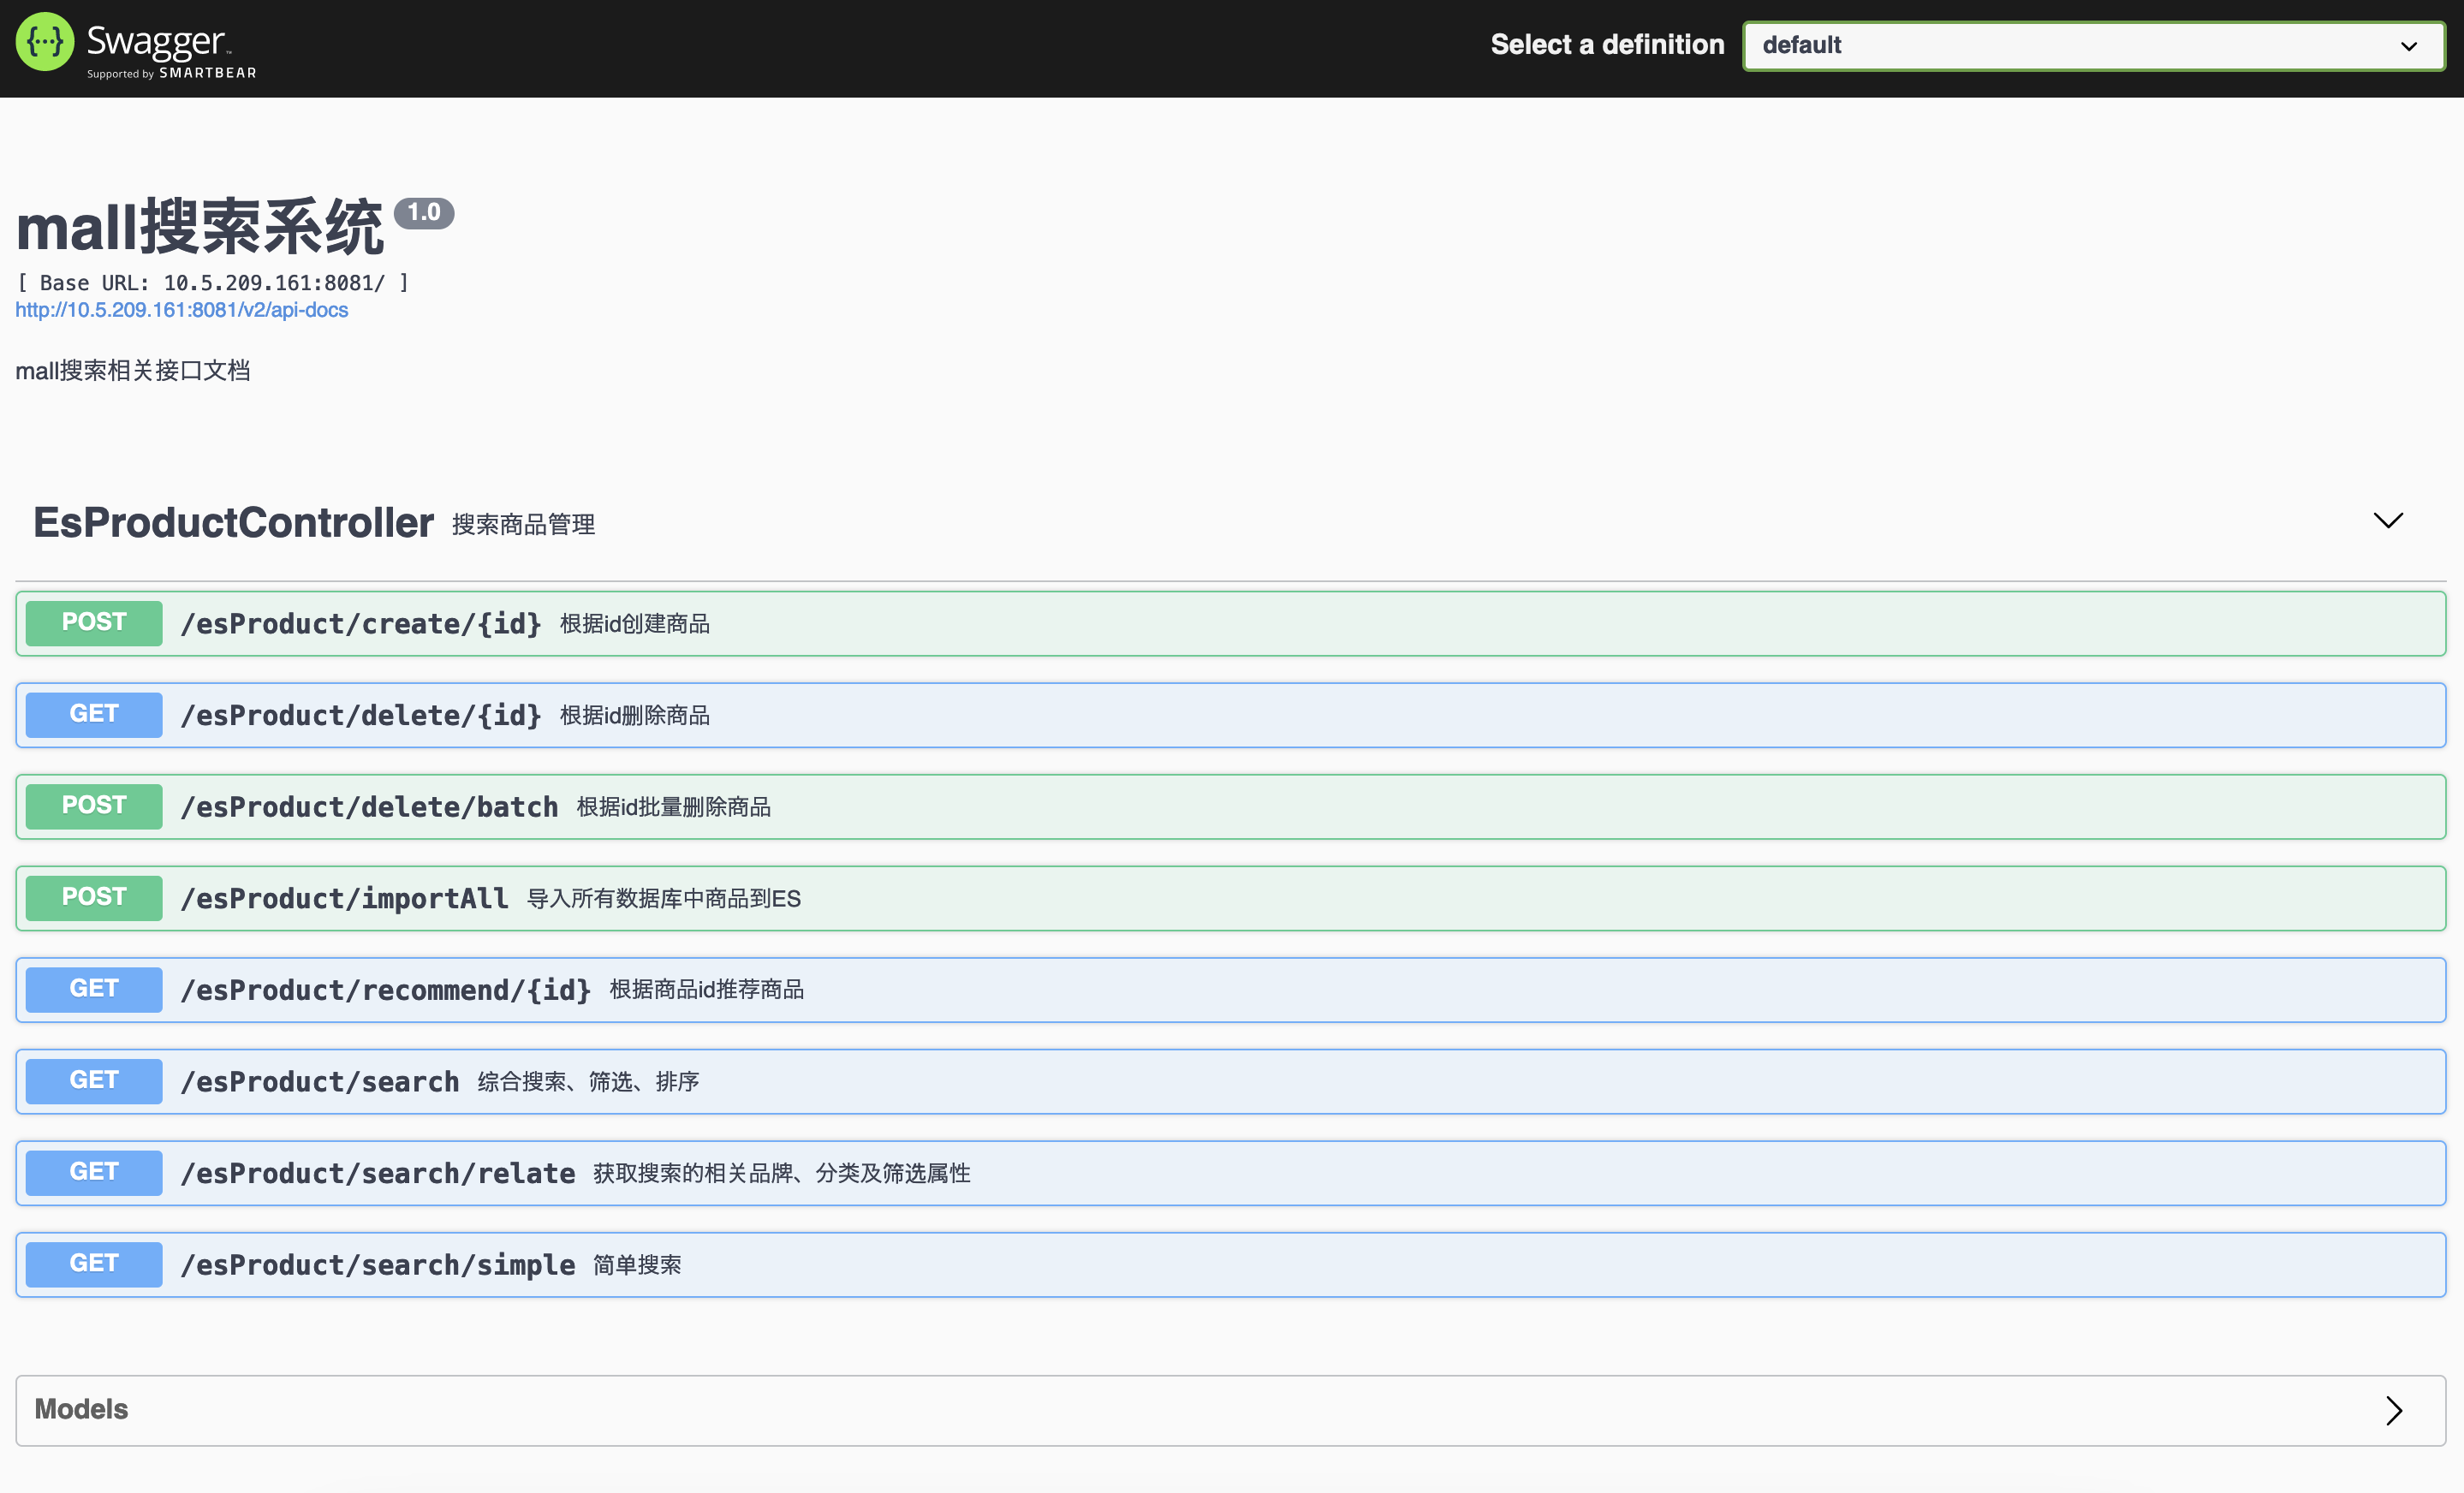 Swagger™
Supported by SMARTBEAR
Select a definition default
mall搜索系统 1.0
[ Base URL: 10.5.209.161:8081/ ]
http://10.5.209.161:8081/v2/api-docs
mall搜索相关接口文档
EsProductController 搜索商品管理
POST /esProduct/create/{id} 根据id创建商品
GET /esProduct/delete/{id} 根据id删除商品
POST /esProduct/delete/batch 根据id批量删除商品
POST /esProduct/importAll 导入所有数据库中商品到ES
GET /esProduct/recommend/{id} 根据商品id推荐商品
GET /esProduct/search 综合搜索、筛选、排序
GET /esProduct/search/relate 获取搜索的相关品牌、分类及筛选属性
GET /esProduct/search/simple 简单搜索
Models